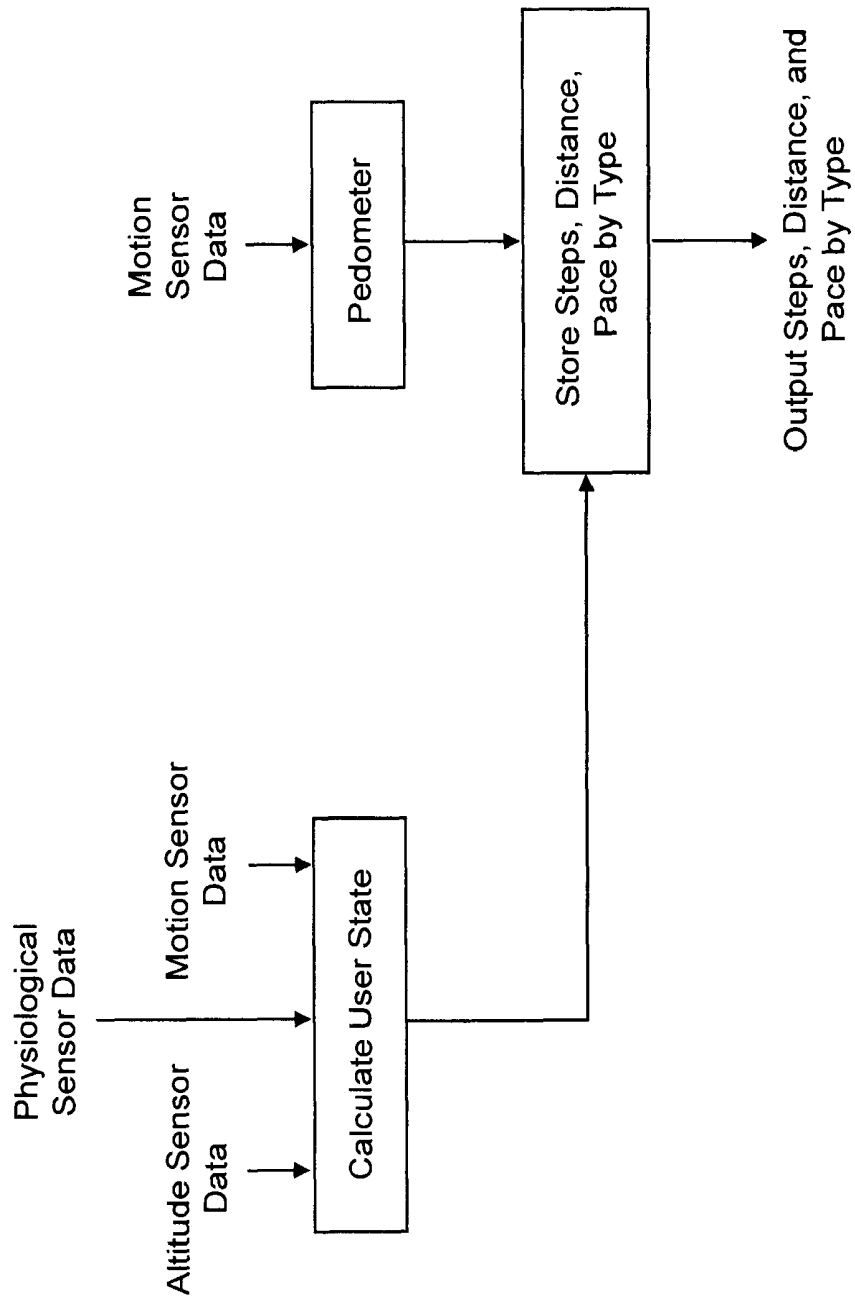 Physiological
Sensor Data
Altitude Sensor
Data
Motion Sensor
Data
Calculate User State
Motion
Sensor
Data
Pedometer
Store Steps, Distance,
Pace by Type
Output Steps, Distance, and
Pace by Type